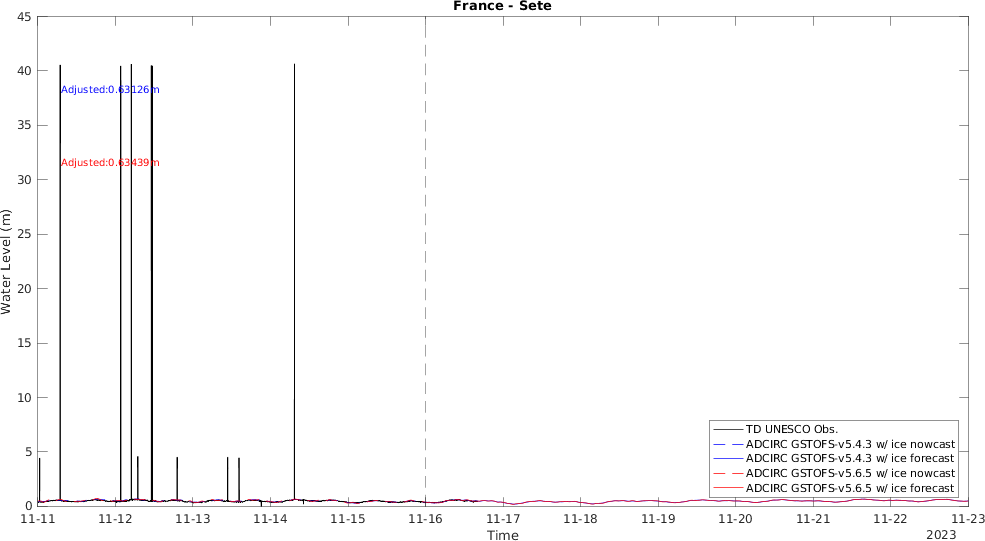 France - Sete
45
40
35
30
25
20
15
10
5
0
Water Level (m)
Adjusted:0.63126m
Adjusted:0.63439m
TD UNESCO Obs.
ADCIRC GSTOFS-v5.4.3 w/ ice nowcast
ADCIRC GSTOFS-v5.4.3 w/ ice forecast
ADCIRC GSTOFS-v5.6.5 w/ ice nowcast
ADCIRC GSTOFS-v5.6.5 w/ ice forecast
11-11 11-12 11-13 11-14 11-15 11-16 11-17 11-18 11-19 11-20 11-21 11-22 11-23
Time
2023